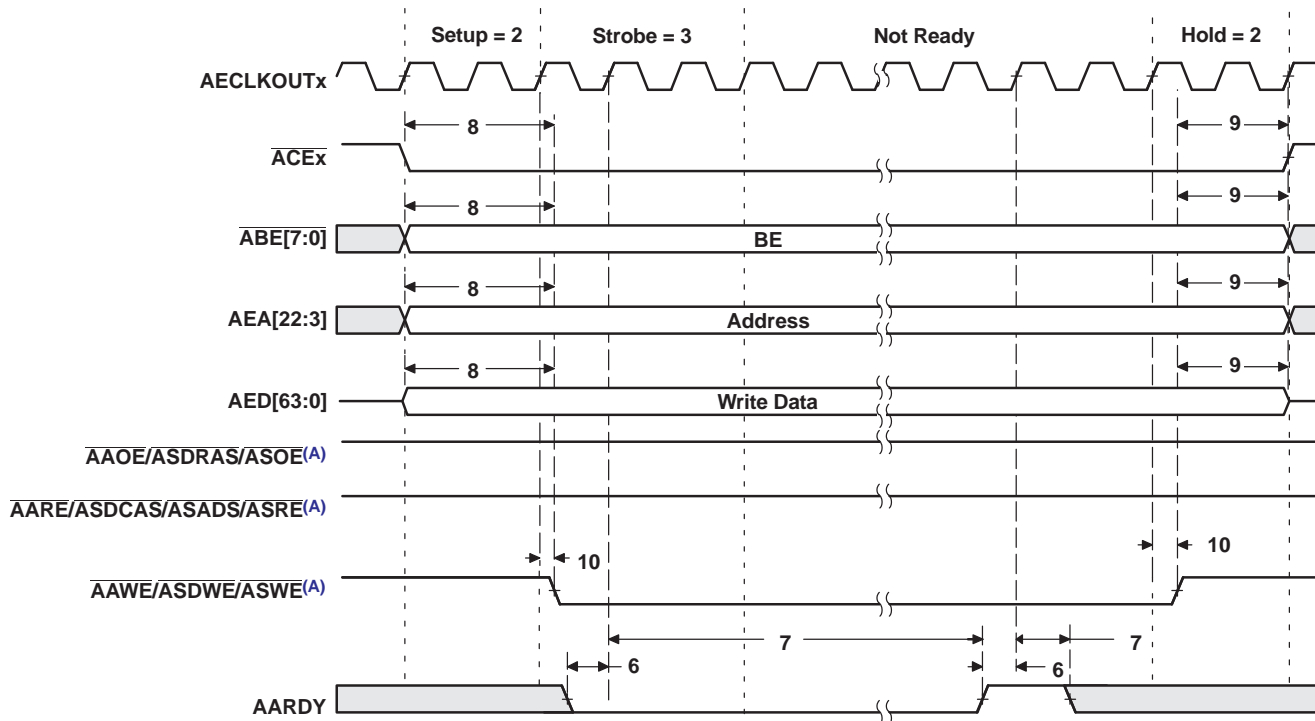 Setup = 2 Strobe = 3 Not Ready Hold = 2
AECLKOUTx
8 9
ACEx
8 9
ABE[7:0] BE
8 9
AEA[22:3] Address
8 9
AED[63:0] Write Data
AAOE/ASDRAS/ASOE(A)
AARE/ASDCAS/ASADS/ASRE(A)
10 10
AAWE/ASDWE/ASWE(A)
7 7
6 6
AARDY